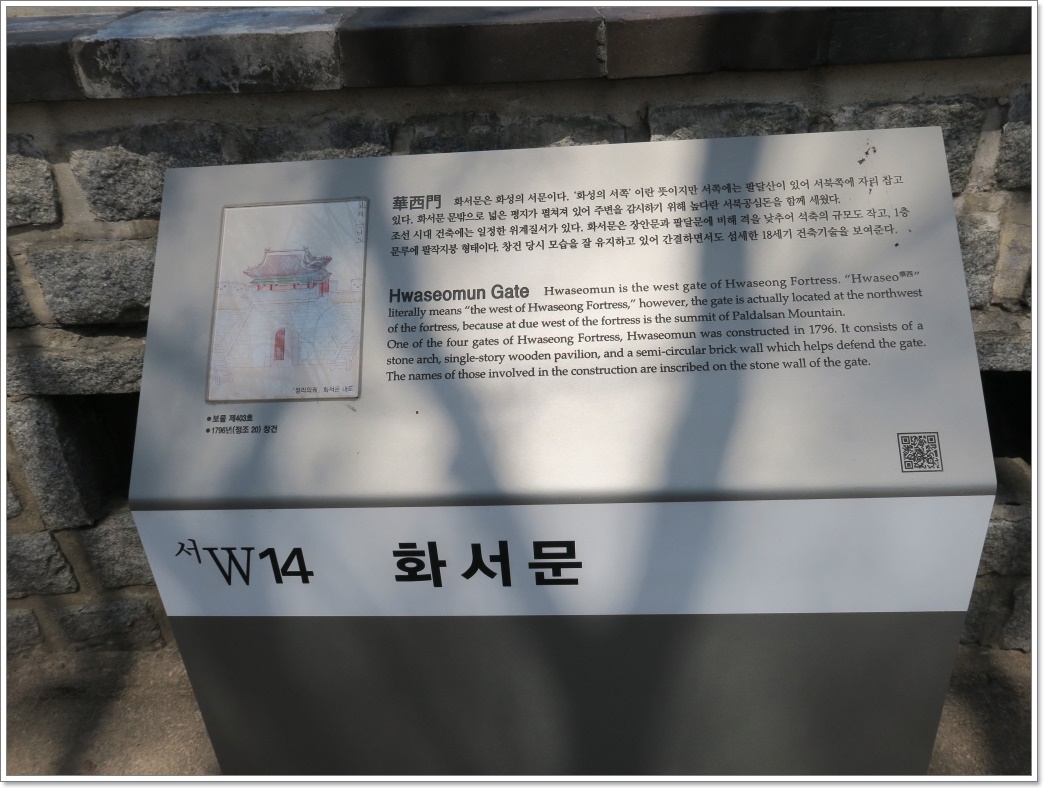 華西門 화서문은 화성의 서문이다. '화성의 서쪽' 이란 뜻이지만 서쪽에는 팔달산이 있어 서북쪽에 자리 잡고
있다. 화서문 문밖으로 넓은 평지가 펼쳐져 있어 주변을 감시하기 위해 높다란 서북공심돈을 함께 세웠다.
조선 시대 건축에는 일정한 위계질서가 있다. 화서문은 장안문과 팔달문에 비해 격을 낮추어 석축의 규모도 작고, 1층
문루에 팔작지붕 형태이다. 창건 당시 모습을 잘 유지하고 있어 간결하면서도 섬세한 18세기 건축기술을 보여준다.
Hwaseomun Gate Hwaseomun is the west gate of Hwaseong Fortress. “Hwaseo華西”
literally means “the west of Hwaseong Fortress,” however, the gate is actually located at the northwest
of the fortress, because at due west of the fortress is the summit of Paldalsan Mountain.
One of the four gates of Hwaseong Fortress, Hwaseomun was constructed in 1796. It consists of a
stone arch, single-story wooden pavilion, and a semi-circular brick wall which helps defend the gate.
The names of those involved in the construction are inscribed on the stone wall of the gate.
화서문 내도
● 보물 제403호
● 1796년(정조 20) 창건
서W14 화서문